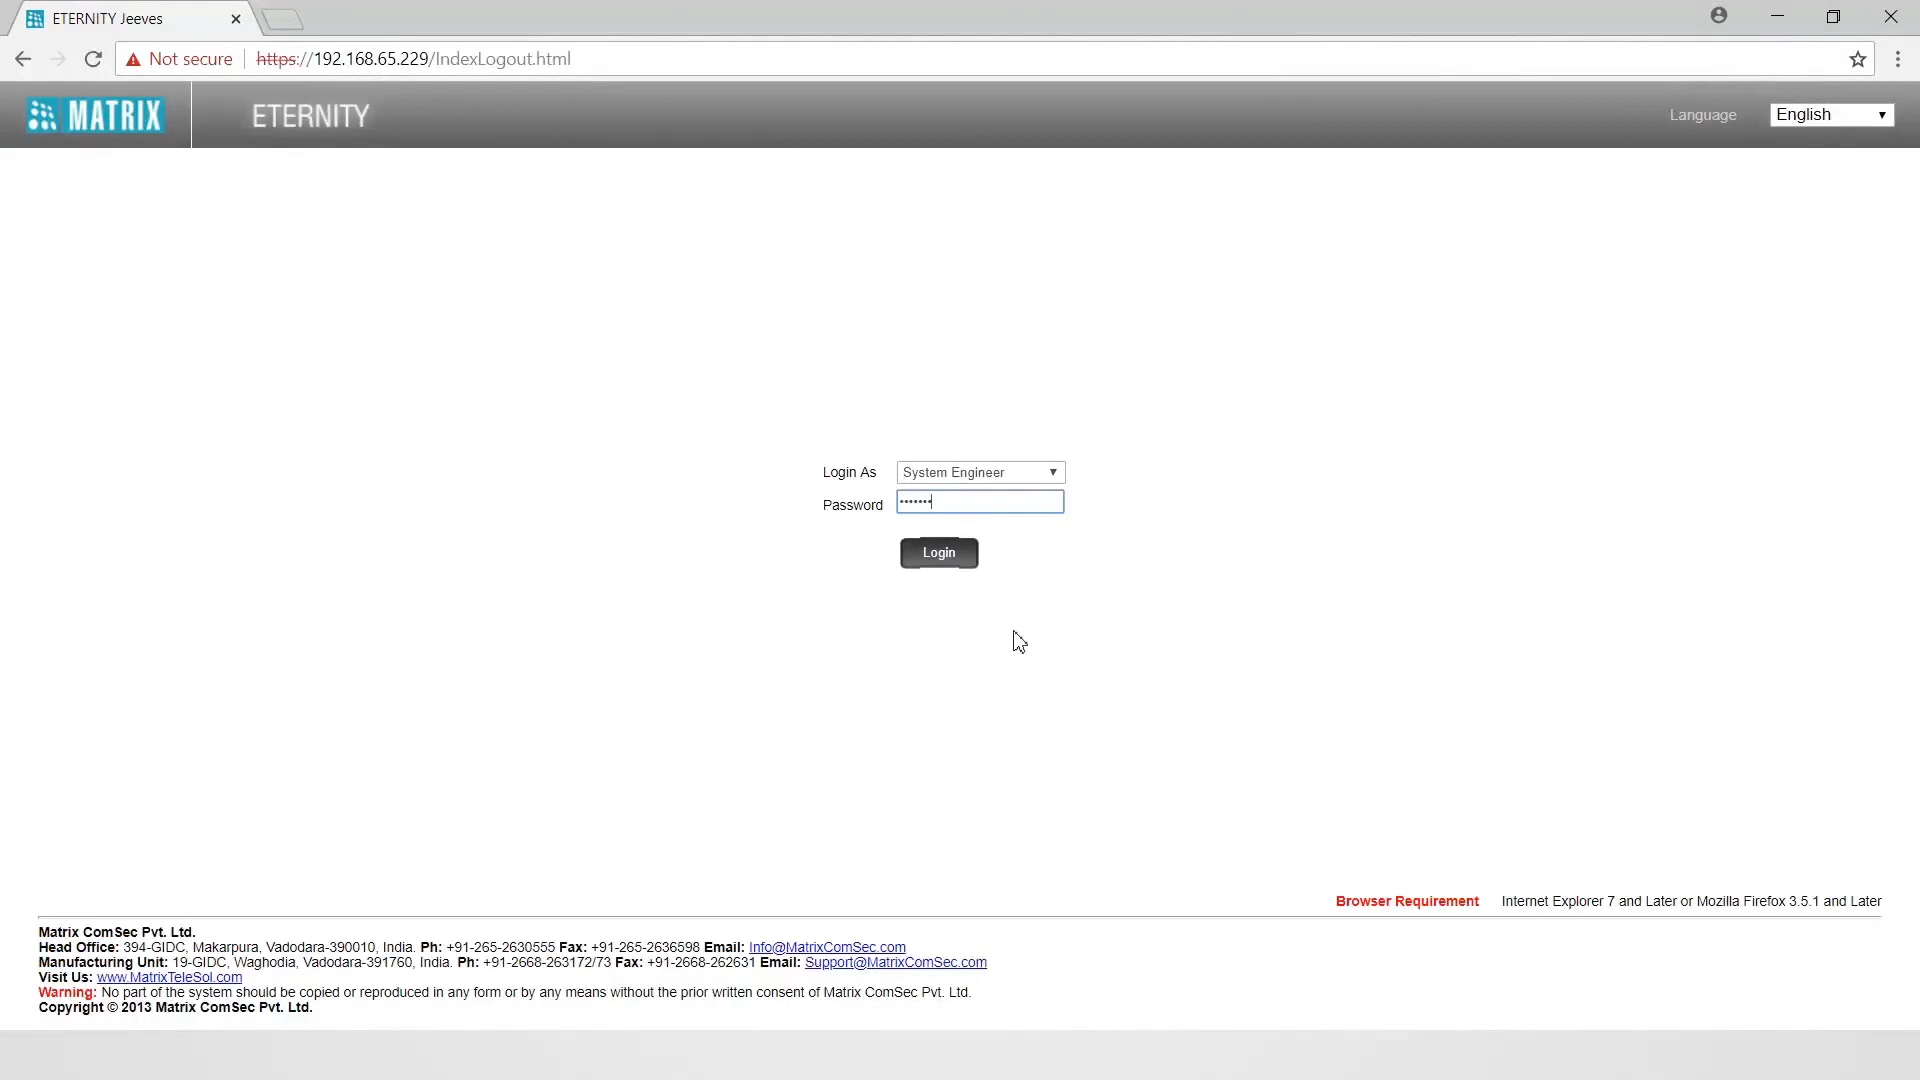 ETERNITY Jeeves
Not secure https://192.168.65.229/IndexLogout.html
MATRIX ETERNITY Language English
Login As System Engineer
Password •••••••
Login
Browser Requirement Internet Explorer 7 and Later or Mozilla Firefox 3.5.1 and Later
Matrix ComSec Pvt. Ltd.
Head Office: 394-GIDC, Makarpura, Vadodara-390010, India. Ph: +91-265-2630555 Fax: +91-265-2636598 Email: Info@MatrixComSec.com
Manufacturing Unit: 19-GIDC, Waghodia, Vadodara-391760, India. Ph: +91-2668-263172/73 Fax: +91-2668-262631 Email: Support@MatrixComSec.com
Visit Us: www.MatrixTeleSol.com
Warning: No part of the system should be copied or reproduced in any form or by any means without the prior written consent of Matrix ComSec Pvt. Ltd.
Copyright © 2013 Matrix ComSec Pvt. Ltd.